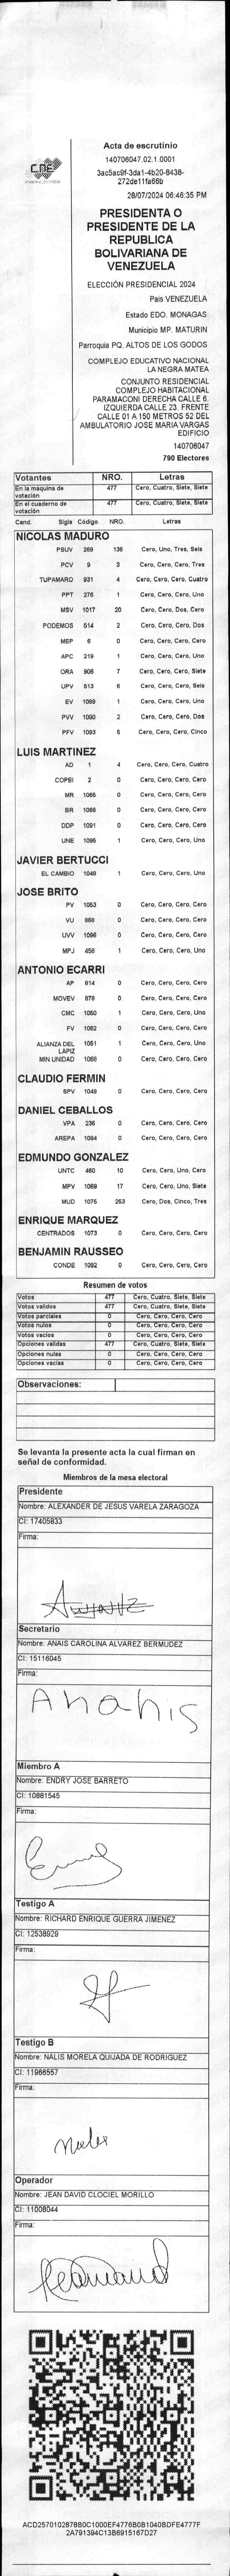 CNE
Acta de escrutinio
140706047.02.1.0001
3ac5ac9f-3da1-4b20-8438-
272de11fa66b
28/07/2024 06:46:35 PM
PRESIDENTA O
PRESIDENTE DE LA
REPUBLICA
BOLIVARIANA DE
VENEZUELA
ELECCIÓN PRESIDENCIAL 2024
Pais VENEZUELA
Estado EDO. MONAGAS
Municipio MP. MATURIN
Parroquia PQ. ALTOS DE LOS GODOS
COMPLEJO EDUCATIVO NACIONAL
LA NEGRA MATEA
CONJUNTO RESIDENCIAL
COMPLEJO HABITACIONAL
PARAMACONI DERECHA CALLE 6.
IZQUIERDA CALLE 23. FRENTE
CALLE 01 A 150 METROS 52 DEL
AMBULATORIO JOSE MARIA VARGAS
EDIFICIO
140706047
790 Electores
Votantes NRO. Letras
En la máquina de votación 477 Cero, Cuatro, Siete, Siete
En el cuaderno de votación 477 Cero, Cuatro, Siete, Siete
Cand. Sigla Código NRO. Letras
NICOLAS MADURO
PSUV 269 136 Cero, Uno, Tres, Seis
PCV 9 3 Cero, Cero, Cero, Tres
TUPAMARO 931 4 Cero, Cero, Cero, Cuatro
PPT 276 1 Cero, Cero, Cero, Uno
MSV 1017 20 Cero, Cero, Dos, Cero
PODEMOS 514 2 Cero, Cero, Cero, Dos
MEP 6 0 Cero, Cero, Cero, Cero
APC 219 1 Cero, Cero, Cero, Uno
ORA 906 7 Cero, Cero, Cero, Siete
UPV 513 6 Cero, Cero, Cero, Seis
EV 1089 1 Cero, Cero, Cero, Uno
PVV 1090 2 Cero, Cero, Cero, Dos
PFV 1093 5 Cero, Cero, Cero, Cinco
LUIS MARTINEZ
AD 1 4 Cero, Cero, Cero, Cuatro
COPEI 2 0 Cero, Cero, Cero, Cero
MR 1065 0 Cero, Cero, Cero, Cero
BR 1066 0 Cero, Cero, Cero, Cero
DDP 1091 0 Cero, Cero, Cero, Cero
UNE 1095 1 Cero, Cero, Cero, Uno
JAVIER BERTUCCI
EL CAMBIO 1048 1 Cero, Cero, Cero, Uno
JOSE BRITO
PV 1053 0 Cero, Cero, Cero, Cero
VU 868 0 Cero, Cero, Cero, Cero
UVV 1096 0 Cero, Cero, Cero, Cero
MPJ 458 1 Cero, Cero, Cero, Uno
ANTONIO ECARRI
AP 814 0 Cero, Cero, Cero, Cero
MOVEV 878 0 Cero, Cero, Cero, Cero
CMC 1050 1 Cero, Cero, Cero, Uno
FV 1052 0 Cero, Cero, Cero, Cero
ALIANZA DEL LAPIZ 1051 1 Cero, Cero, Cero, Uno
MIN UNIDAD 1068 0 Cero, Cero, Cero, Cero
CLAUDIO FERMIN
SPV 1049 0 Cero, Cero, Cero, Cero
DANIEL CEBALLOS
VPA 236 0 Cero, Cero, Cero, Cero
AREPA 1094 0 Cero, Cero, Cero, Cero
EDMUNDO GONZALEZ
UNTC 460 10 Cero, Cero, Uno, Cero
MPV 1069 17 Cero, Cero, Uno, Siete
MUD 1075 253 Cero, Dos, Cinco, Tres
ENRIQUE MARQUEZ
CENTRADOS 1073 0 Cero, Cero, Cero, Cero
BENJAMIN RAUSSEO
CONDE 1092 0 Cero, Cero, Cero, Cero
Resumen de votos
Votos 477 Cero, Cuatro, Siete, Siete
Votos validos 477 Cero, Cuatro, Siete, Siete
Votos parciales 0 Cero, Cero, Cero, Cero
Votos nulos 0 Cero, Cero, Cero, Cero
Votos vacios 0 Cero, Cero, Cero, Cero
Opciones validas 477 Cero, Cuatro, Siete, Siete
Opciones nulas 0 Cero, Cero, Cero, Cero
Opciones vacias 0 Cero, Cero, Cero, Cero
Observaciones:
Se levanta la presente acta la cual firman en
señal de conformidad.
Miembros de la mesa electoral
Presidente
Nombre: ALEXANDER DE JESUS VARELA ZARAGOZA
CI: 17405833
Firma:
Secretario
Nombre: ANAIS CAROLINA ALVAREZ BERMUDEZ
CI: 15116045
Firma:
Anahis
Miembro A
Nombre: ENDRY JOSE BARRETO
CI: 10881545
Firma:
Testigo A
Nombre: RICHARD ENRIQUE GUERRA JIMENEZ
CI: 12538929
Firma:
Testigo B
Nombre: NALIS MORELA QUIJADA DE RODRIGUEZ
CI: 11966557
Firma:
Operador
Nombre: JEAN DAVID CLOCIEL MORILLO
CI: 11008044
Firma:
ACD2570102878B0C1000EF4776B0B1040BDFE4777F
2A791394C13B6915167D27